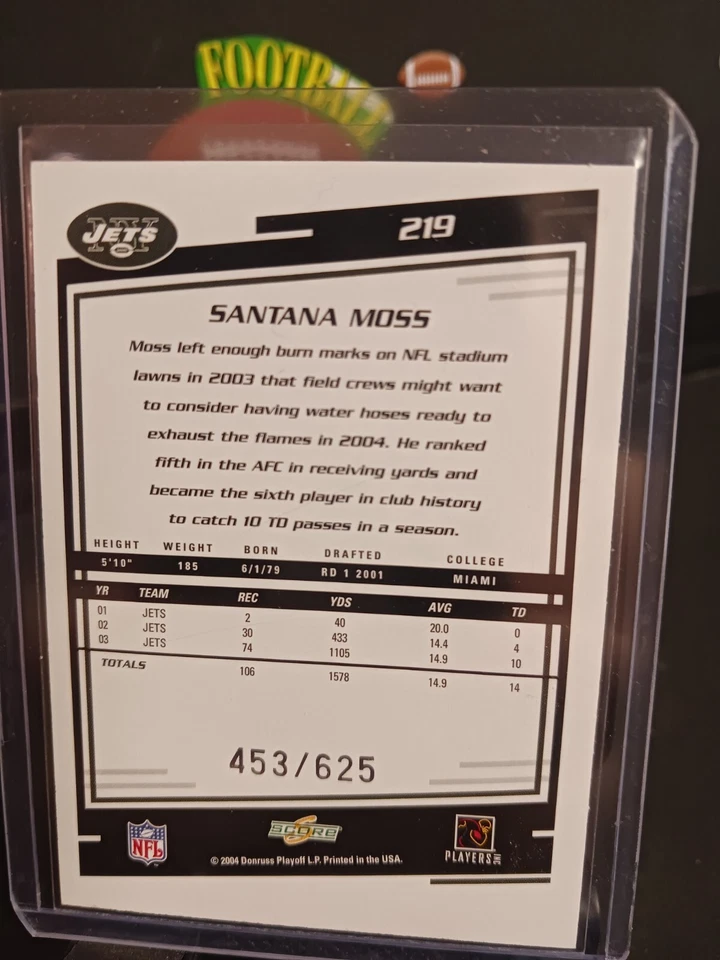 FOOTBALL
NY JETS
219
SANTANA MOSS
Moss left enough burn marks on NFL stadium
lawns in 2003 that field crews might want
to consider having water hoses ready to
exhaust the flames in 2004. He ranked
fifth in the AFC in receiving yards and
became the sixth player in club history
to catch 10 TD passes in a season.
HEIGHT WEIGHT BORN DRAFTED COLLEGE
5'10" 185 6/1/79 RD 1 2001 MIAMI
YR TEAM REC YDS AVG TD
01 JETS 2 40 20.0 0
02 JETS 30 433 14.4 4
03 JETS 74 1105 14.9 10
TOTALS 106 1578 14.9 14
453/625
NFL
SCORE
PLAYERS INC
© 2004 Donruss Playoff L.P. Printed in the USA.